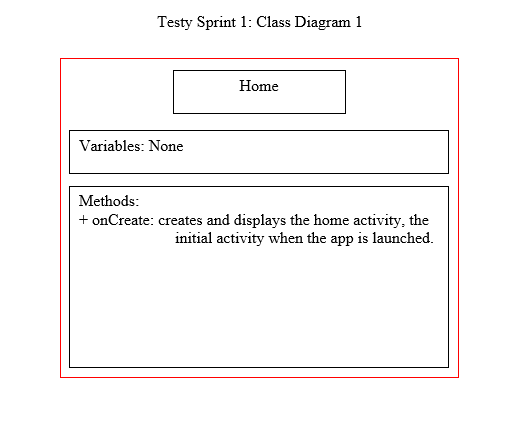 Testy Sprint 1: Class Diagram 1
Home
Variables: None
Methods:
+ onCreate: creates and displays the home activity, the
initial activity when the app is launched.